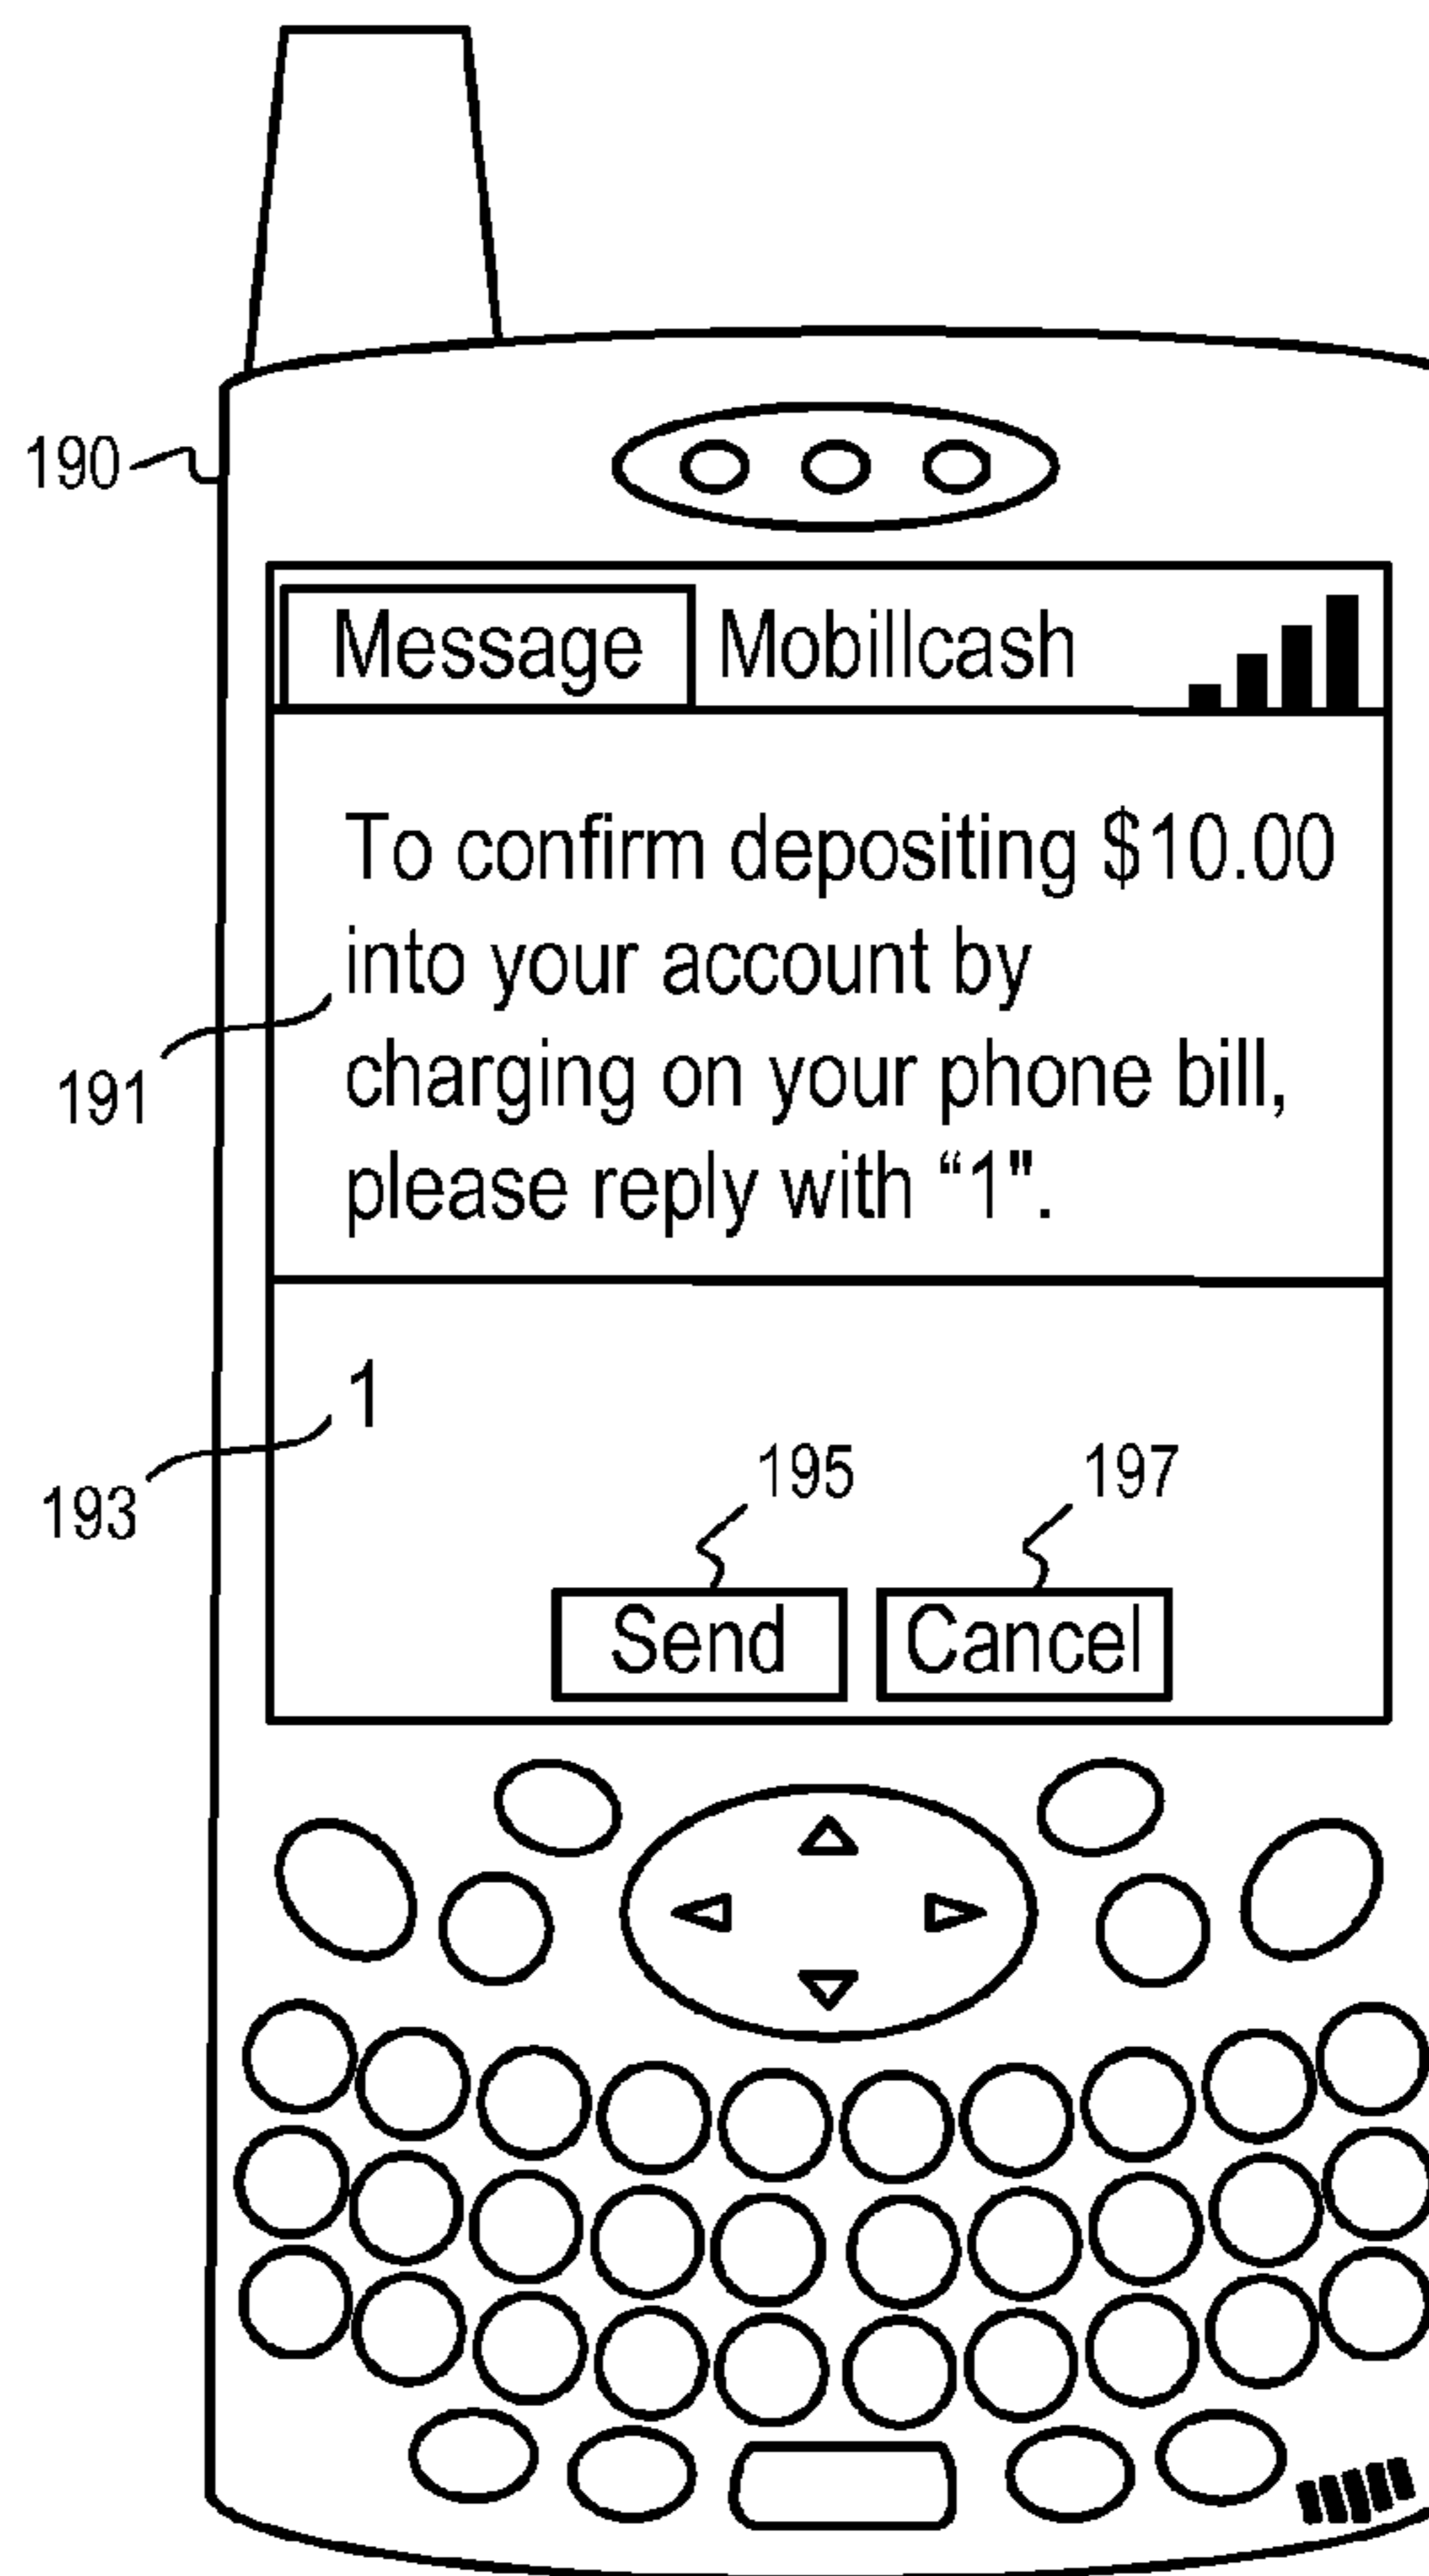 190
Message Mobillcash
To confirm depositing $10.00
into your account by
charging on your phone bill,
please reply with “1".
191
1
193
195 197
Send Cancel